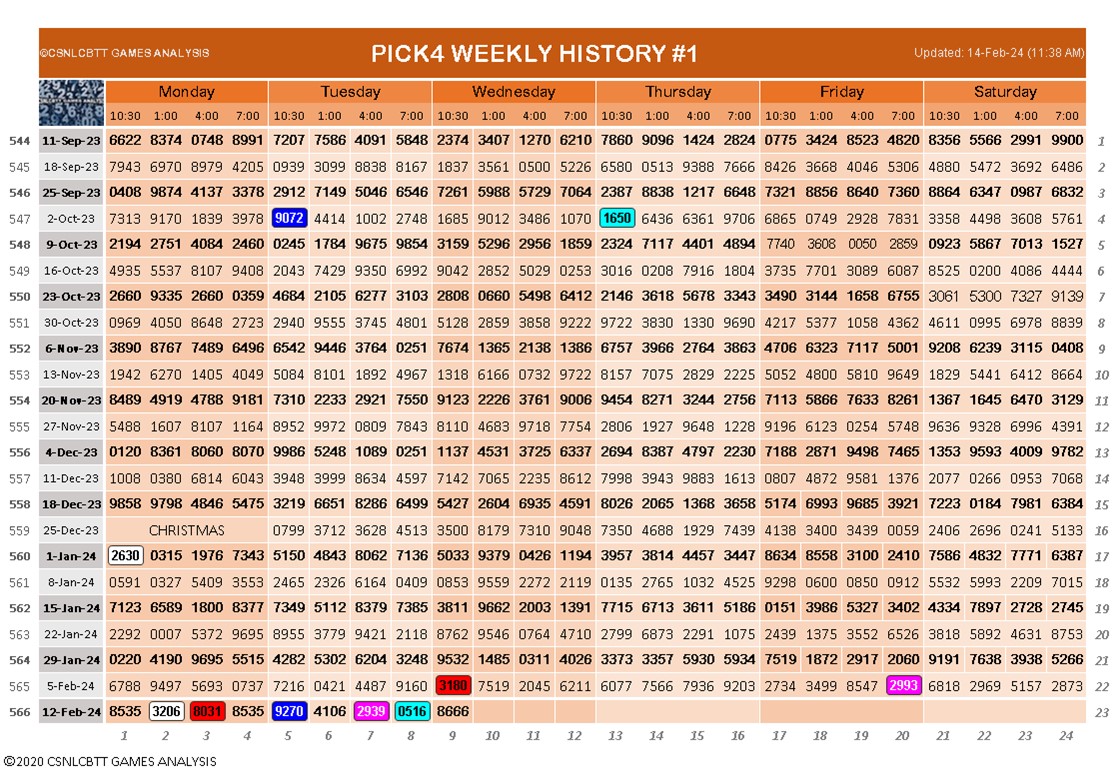 ©CSNLCBTT GAMES ANALYSIS PICK4 WEEKLY HISTORY #1 Updated: 14-Feb-24 (11:38 AM)
Monday Tuesday Wednesday Thursday Friday Saturday
10:30 1:00 4:00 7:00 10:30 1:00 4:00 7:00 10:30 1:00 4:00 7:00 10:30 1:00 4:00 7:00 10:30 1:00 4:00 7:00 10:30 1:00 4:00 7:00
544 11-Sep-23 6622 8374 0748 8991 7207 7586 4091 5848 2374 3407 1270 6210 7860 9096 1424 2824 0775 3424 8523 4820 8356 5566 2991 9900 1
545 18-Sep-23 7943 6970 8979 4205 0939 3099 8838 8167 1837 3561 0500 5226 6580 0513 9388 7666 8426 3668 4046 5306 4880 5472 3692 6486 2
546 25-Sep-23 0408 9874 4137 3378 2912 7149 5046 6546 7261 5988 5729 7064 2387 8838 1217 6648 7321 8856 8640 7360 8864 6347 0987 6832 3
547 2-Oct-23 7313 9170 1839 3978 9072 4414 1002 2748 1685 9012 3486 1070 1650 6436 6361 9706 6865 0749 2928 7831 3358 4498 3608 5761 4
548 9-Oct-23 2194 2751 4084 2460 0245 1784 9675 9854 3159 5296 2956 1859 2324 7117 4401 4894 7740 3608 0050 2859 0923 5867 7013 1527 5
549 16-Oct-23 4935 5537 8107 9408 2043 7429 9350 6992 9042 2852 5029 0253 3016 0208 7916 1804 3735 7701 3089 6087 8525 0200 4086 4444 6
550 23-Oct-23 2660 9335 2660 0359 4684 2105 6277 3103 2808 0660 5498 6412 2146 3618 5678 3343 3490 3144 1658 6755 3061 5300 7327 9139 7
551 30-Oct-23 0969 4050 8648 2723 2940 9555 3745 4801 5128 2859 3858 9222 9722 3830 1330 9690 4217 5377 1058 4362 4611 0995 6978 8839 8
552 6-Nov-23 3890 8767 7489 6496 6542 9446 3764 0251 7674 1365 2138 1386 6757 3966 2764 3863 4706 6323 7117 5001 9208 6239 3115 0408 9
553 13-Nov-23 1942 6270 1405 4049 5084 8101 1892 4967 1318 6166 0732 9722 8157 7075 2829 2225 5052 4800 5810 9649 1829 5441 6412 8664 10
554 20-Nov-23 8489 4919 4788 9181 7310 2233 2921 7550 9123 2226 3761 9006 9454 8271 3244 2756 7113 5866 7633 8261 1367 1645 6470 3129 11
555 27-Nov-23 5488 1607 8107 1164 8952 9972 0809 7843 8110 4683 9718 7754 2806 1927 9648 1228 9196 6123 0254 5748 9636 9328 6996 4391 12
556 4-Dec-23 0120 8361 8060 8070 9986 5248 1089 0251 1137 4531 3725 6337 2694 8387 4797 2230 7188 2871 9498 7465 1353 9593 4009 9782 13
557 11-Dec-23 1008 0380 6814 6043 3948 3999 8634 4597 7142 7065 2235 8612 7998 3943 9883 1613 0807 4872 9581 1376 2077 0266 0953 7068 14
558 18-Dec-23 9858 9798 4846 5475 3219 6651 8286 6499 5427 2604 6935 4591 8026 2065 1368 3658 5174 6993 9685 3921 7223 0184 7981 6384 15
559 25-Dec-23 CHRISTMAS 0799 3712 3628 4513 3500 8179 7310 9048 7350 4688 1929 7439 4138 3400 3439 0059 2406 2696 0241 5133 16
560 1-Jan-24 2630 0315 1976 7343 5150 4843 8062 7136 5033 9379 0426 1194 3957 3814 4457 3447 8634 8558 3100 2410 7586 4832 7771 6387 17
561 8-Jan-24 0591 0327 5409 3553 2465 2326 6164 0409 0853 9559 2272 2119 0135 2765 1032 4525 9298 0600 8850 0912 5532 5993 2209 7015 18
562 15-Jan-24 7123 6589 1800 8377 7349 5112 8379 7385 3811 9662 2003 1391 7715 6713 3611 5186 0151 3986 5327 3402 4334 7897 2728 2745 19
563 22-Jan-24 2292 0007 5372 9695 8955 3779 9421 2118 8762 9546 0764 4710 2799 6873 2291 1075 2439 1375 3552 6526 3818 5892 4631 8753 20
564 29-Jan-24 0220 4190 9695 5515 4282 5302 6204 3248 9532 1485 0311 4026 3373 3357 5930 5934 7519 1872 2917 2060 9191 7638 3938 5266 21
565 5-Feb-24 6788 9497 5693 0737 7216 0421 4487 9160 3180 7519 2045 6211 6077 7566 7936 9203 2734 3499 8547 2993 6818 2969 5157 2873 22
566 12-Feb-24 8535 3206 8031 8535 9270 4106 2939 0516 8666 23
1 2 3 4 5 6 7 8 9 10 11 12 13 14 15 16 17 18 19 20 21 22 23 24
©2020 CSNLCBTT GAMES ANALYSIS